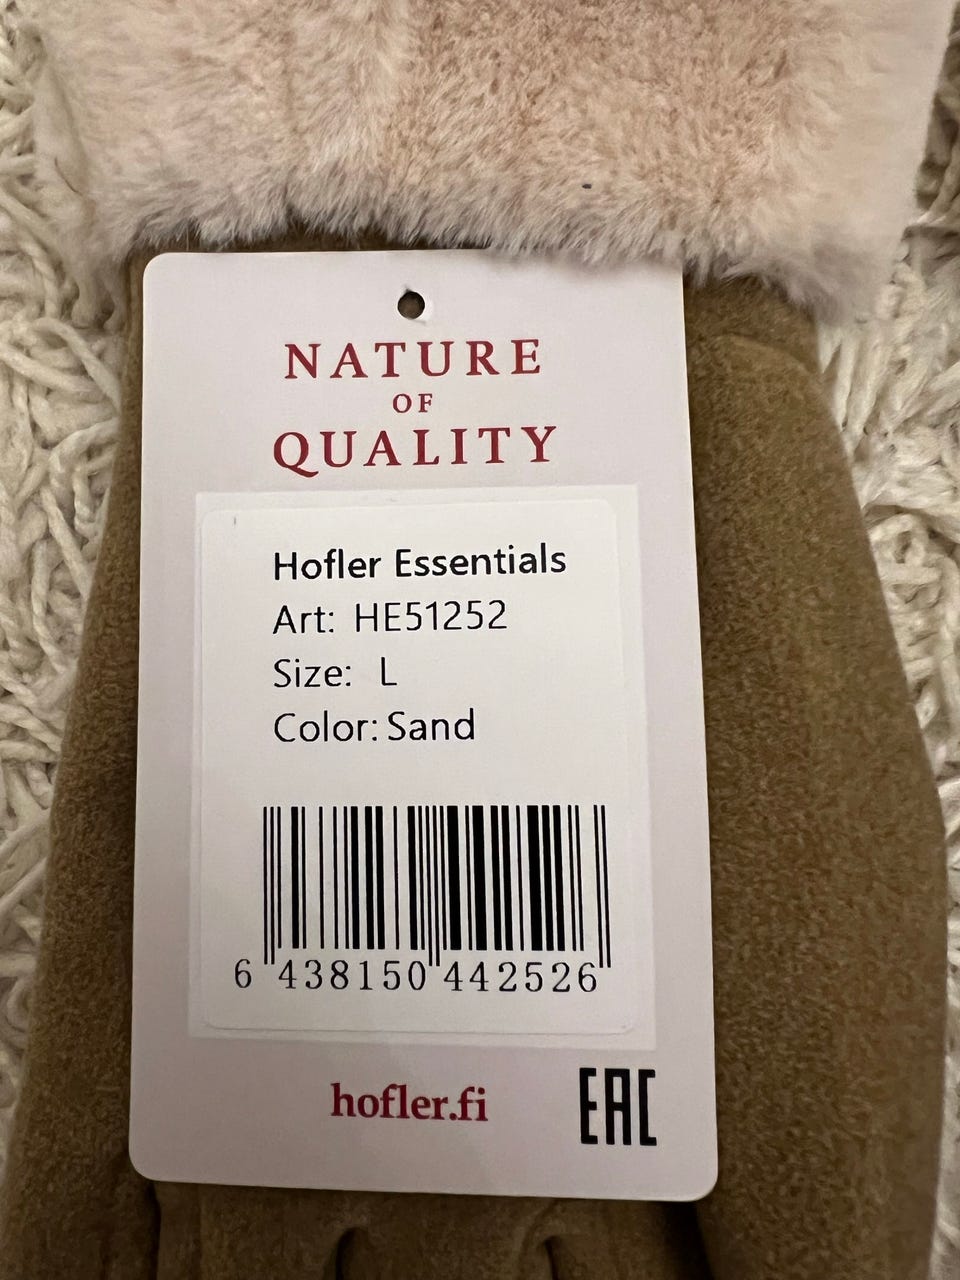 NATURE
OF
QUALITY
Hofler Essentials
Art: HE51252
Size: L
Color: Sand
6 438150 442526
hofler.fi
EAC